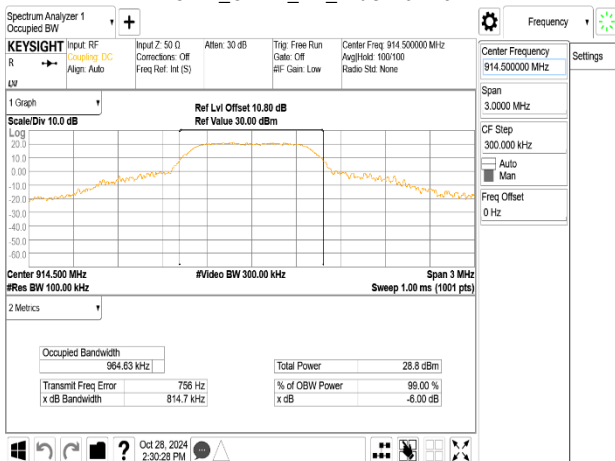 Spectrum Analyzer 1
Occupied BW
Frequency
KEYSIGHT
R
Input: RF
Coupling: DC
Align: Auto
Input Z: 50 Ω
Corrections: Off
Freq Ref: Int (S)
Atten: 30 dB
Trig: Free Run
Gate: Off
#IF Gain: Low
Center Freq: 914.500000 MHz
Avg|Hold: 100/100
Radio Std: None
Center Frequency
914.500000 MHz
Settings
Span
3.0000 MHz
CF Step
300.000 kHz
Auto
Man
Freq Offset
0 Hz
1 Graph
Scale/Div 10.0 dB
Ref Lvl Offset 10.80 dB
Ref Value 30.00 dBm
Log
20.0
10.0
0.00
-10.0
-20.0
-30.0
-40.0
-50.0
-60.0
Center 914.500 MHz
#Res BW 100.00 kHz
#Video BW 300.00 kHz
Span 3 MHz
Sweep 1.00 ms (1001 pts)
2 Metrics
Occupied Bandwidth
964.63 kHz
Total Power 28.8 dBm
Transmit Freq Error 756 Hz
% of OBW Power 99.00 %
x dB Bandwidth 814.7 kHz
x dB -6.00 dB
?
Oct 28, 2024
2:30:28 PM